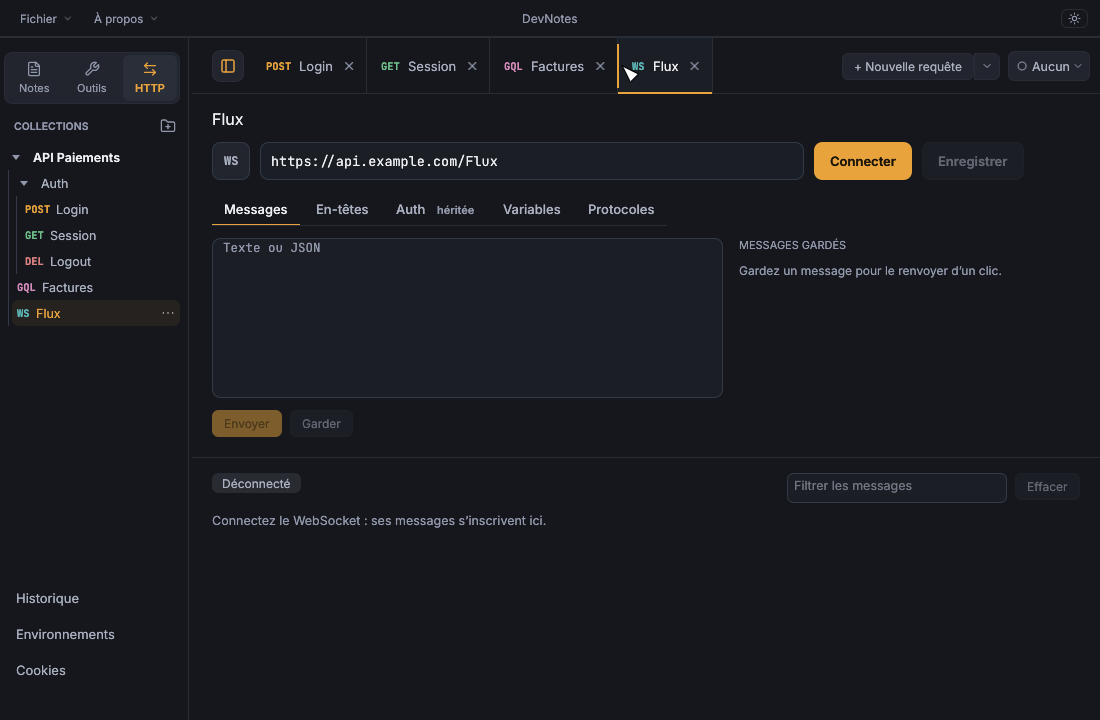 Fichier
À propos
DevNotes
Notes
Outils
HTTP
POST Login
GET Session
GQL Factures
WS Flux
+ Nouvelle requête
Aucun
COLLECTIONS
API Paiements
Auth
POST Login
GET Session
DEL Logout
GQL Factures
WS Flux
Historique
Environnements
Cookies
Flux
WS
https://api.example.com/Flux
Connecter
Enregistrer
Messages
En-têtes
Auth héritée
Variables
Protocoles
Texte ou JSON
MESSAGES GARDÉS
Gardez un message pour le renvoyer d’un clic.
Envoyer
Garder
Déconnecté
Filtrer les messages
Effacer
Connectez le WebSocket : ses messages s’inscrivent ici.